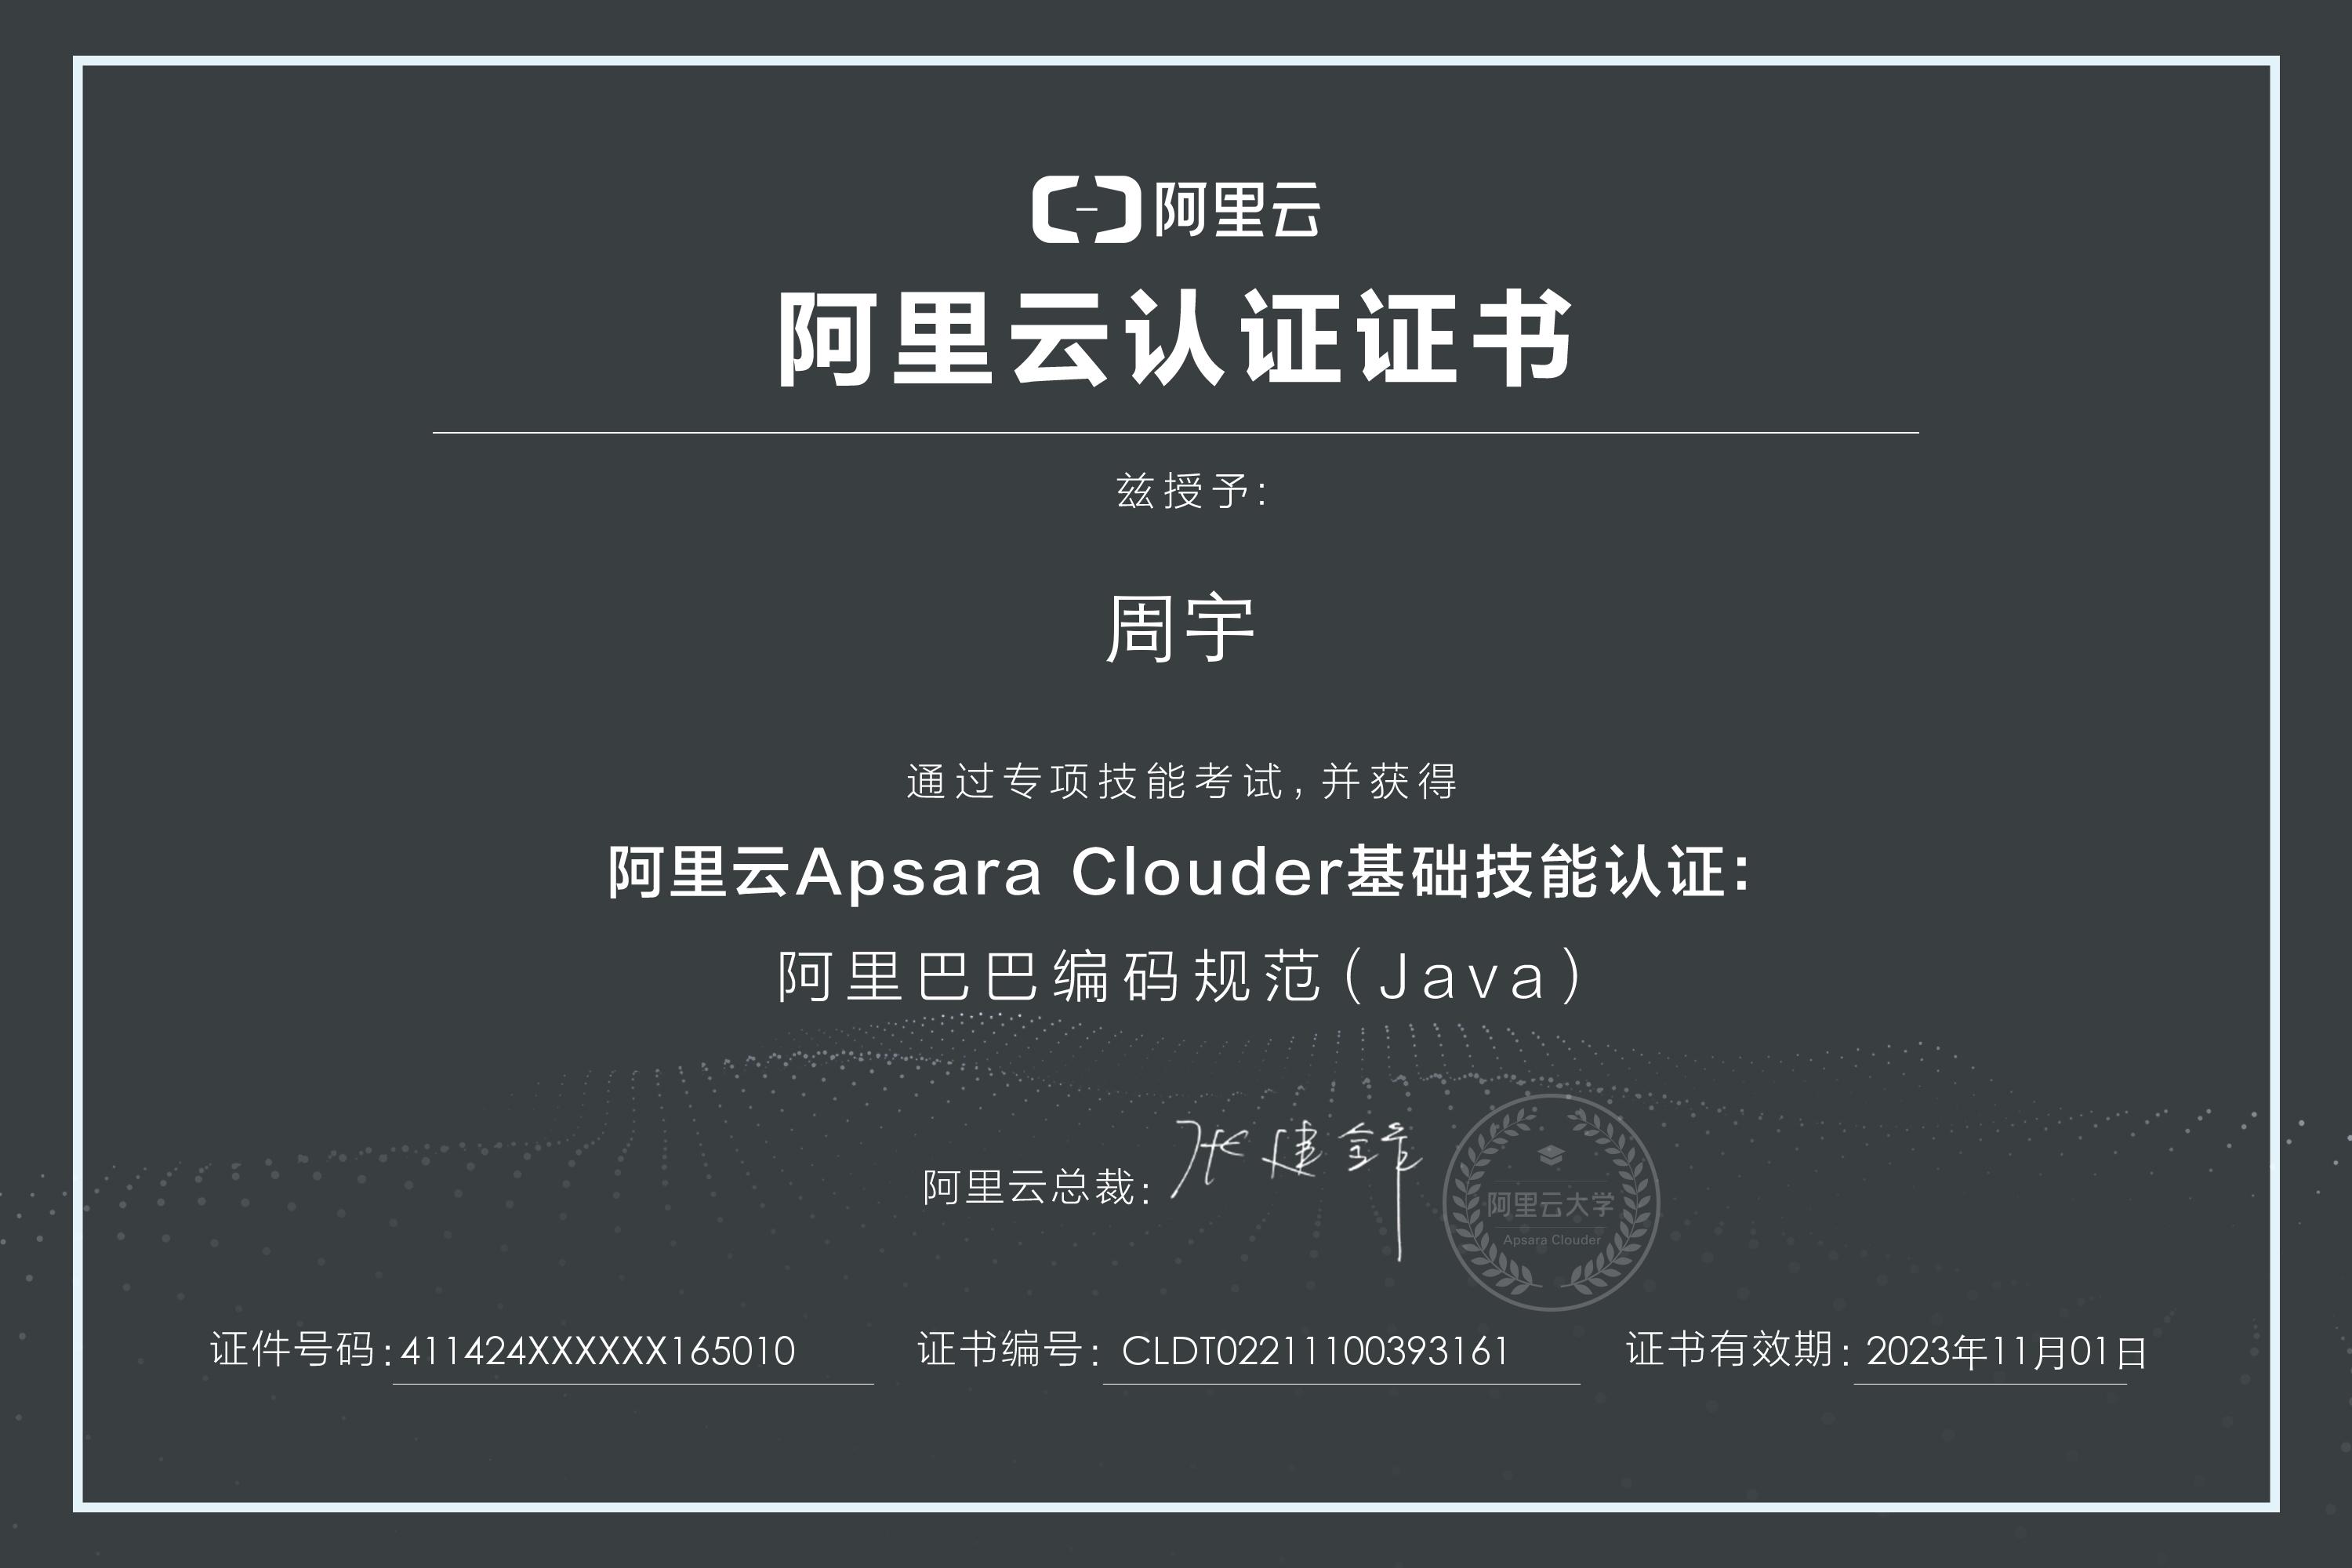 阿里云
阿里云认证证书
兹授予：
周宇
通过专项技能考试，并获得
阿里云Apsara Clouder基础技能认证：
阿里巴巴编码规范（Java）
阿里云总裁：张建锋
阿里云大学
Apsara Clouder
证件号码：411424XXXXXX165010
证书编号：CLDT02211100393161
证书有效期：2023年11月01日